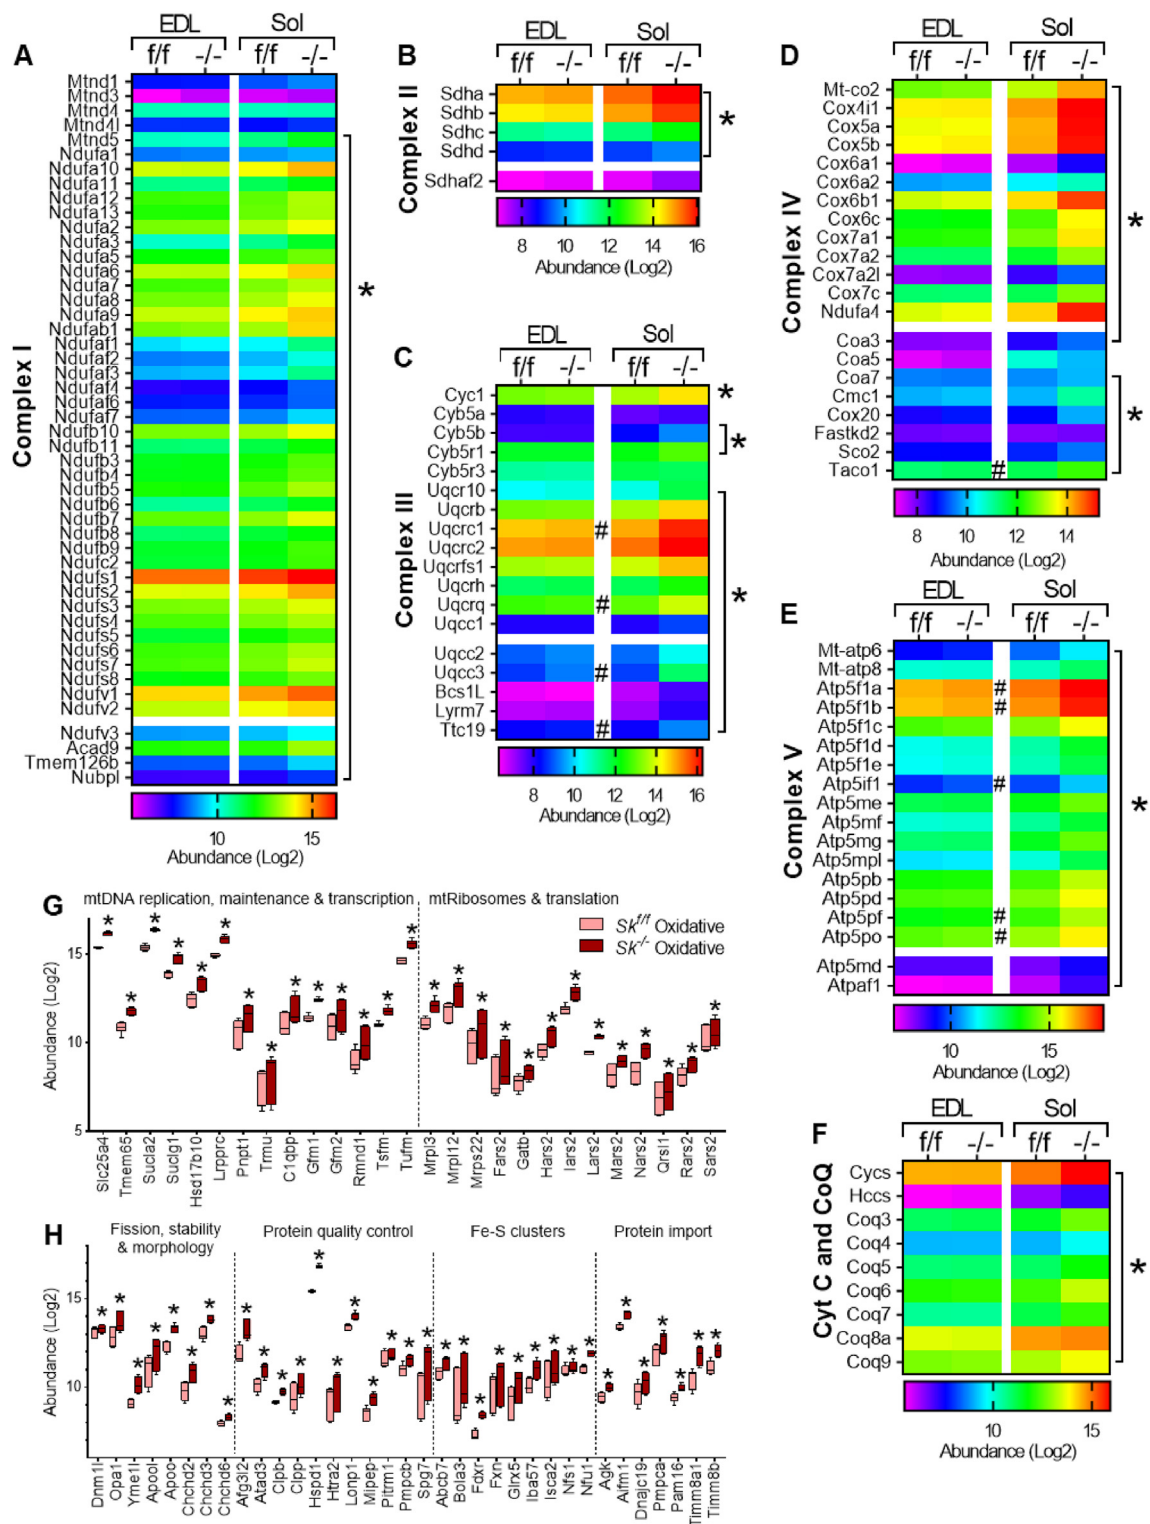 A
EDL Sol
f/f -/- f/f -/-
Complex I
Mtnd1
Mtnd3
Mtnd4
Mtnd4l
Mtnd5
Ndufa1
Ndufa10
Ndufa11
Ndufa12
Ndufa13
Ndufa2
Ndufa3
Ndufa5
Ndufa6
Ndufa7
Ndufa8
Ndufa9
Ndufab1
Ndufaf1
Ndufaf2
Ndufaf3
Ndufaf4
Ndufaf6
Ndufaf7
Ndufb10
Ndufb11
Ndufb3
Ndufb4
Ndufb5
Ndufb6
Ndufb7
Ndufb8
Ndufb9
Ndufc2
Ndufs1
Ndufs2
Ndufs3
Ndufs4
Ndufs5
Ndufs6
Ndufs7
Ndufs8
Ndufv1
Ndufv2
Ndufv3
Acad9
Tmem126b
Nubpl
*
10 15
Abundance (Log2)
B
EDL Sol
f/f -/- f/f -/-
Complex II
Sdha
Sdhb
Sdhc
Sdhd
Sdhaf2
*
8 10 12 14 16
Abundance (Log2)
C
EDL Sol
f/f -/- f/f -/-
Complex III
Cyc1 *
Cyb5a
Cyb5b
Cyb5r1 *
Cyb5r3
Uqcr10
Uqcrb
Uqcrc1 #
Uqcrc2
Uqcrfs1
Uqcrh
Uqcrq # *
Uqcc1
Uqcc2
Uqcc3 #
Bcs1L
Lyrm7
Ttc19 #
8 10 12 14 16
Abundance (Log2)
D
EDL Sol
f/f -/- f/f -/-
Complex IV
Mt-co2
Cox4i1
Cox5a
Cox5b
Cox6a1
Cox6a2
Cox6b1
Cox6c *
Cox7a1
Cox7a2
Cox7a2l
Cox7c
Ndufa4
Coa3
Coa5
Coa7
Cmc1
Cox20 *
Fastkd2
Sco2
Taco1 #
8 10 12 14
Abundance (Log2)
E
EDL Sol
f/f -/- f/f -/-
Complex V
Mt-atp6
Mt-atp8
Atp5f1a #
Atp5f1b #
Atp5f1c
Atp5f1d
Atp5f1e
Atp5if1 #
Atp5me *
Atp5mf
Atp5mg
Atp5mpl
Atp5pb
Atp5pd
Atp5pf #
Atp5po #
Atp5md
Atpaf1
10 15
Abundance (Log2)
F
EDL Sol
f/f -/- f/f -/-
Cyt C and CoQ
Cycs
Hccs
Coq3
Coq4
Coq5 *
Coq6
Coq7
Coq8a
Coq9
10 15
Abundance (Log2)
G
mtDNA replication, maintenance & transcription mtRibosomes & translation
Sk f/f Oxidative
Sk -/- Oxidative
Abundance (Log2)
15
10
5
* * * * * * * * * * * * * * * * * * * * * * * * * * *
Slc25a4 Tmem65 Sucla2 Suclg1 Hsd17b10 Lrpprc Pnpt1 Trmu C1qbp Gfm1 Gfm2 Rmnd1 Tsfm Tufm Mrpl3 Mrpl12 Mrps22 Fars2 Gatb Hars2 Iars2 Lars2 Mars2 Nars2 Qrsl1 Rars2 Sars2
H
Fission, stability
& morphology
Protein quality control
Fe-S clusters
Protein import
Abundance (Log2)
15
10
* * * * * * * * * * * * * * * * * * * * * * * * * * * * * * * * *
Dnm1l Opa1 Yme1l Apool Apoo Chchd2 Chchd3 Chchd6 Afg3l2 Atad3 Clpb Clpp Hspd1 Htra2 Lonp1 Mipep Pitrm1 Pmpcb Spg7 Abcb7 Bola3 Fdxr Fxn Glrx5 Iba57 Isca2 Nfs1 Nfu1 Agk Aifm1 Dnajc19 Pmpca Pam16 Timm8a1 Timm8b